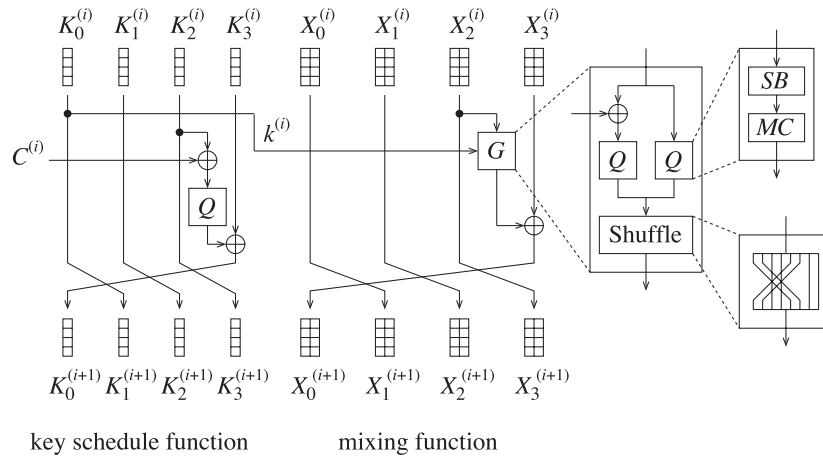 K₀⁽ⁱ⁾ K₁⁽ⁱ⁾ K₂⁽ⁱ⁾ K₃⁽ⁱ⁾ X₀⁽ⁱ⁾ X₁⁽ⁱ⁾ X₂⁽ⁱ⁾ X₃⁽ⁱ⁾
SB
k⁽ⁱ⁾
MC
C⁽ⁱ⁾
G
Q Q
Q
Shuffle
K₀⁽ⁱ⁺¹⁾ K₁⁽ⁱ⁺¹⁾ K₂⁽ⁱ⁺¹⁾ K₃⁽ⁱ⁺¹⁾ X₀⁽ⁱ⁺¹⁾ X₁⁽ⁱ⁺¹⁾ X₂⁽ⁱ⁺¹⁾ X₃⁽ⁱ⁺¹⁾
key schedule function
mixing function